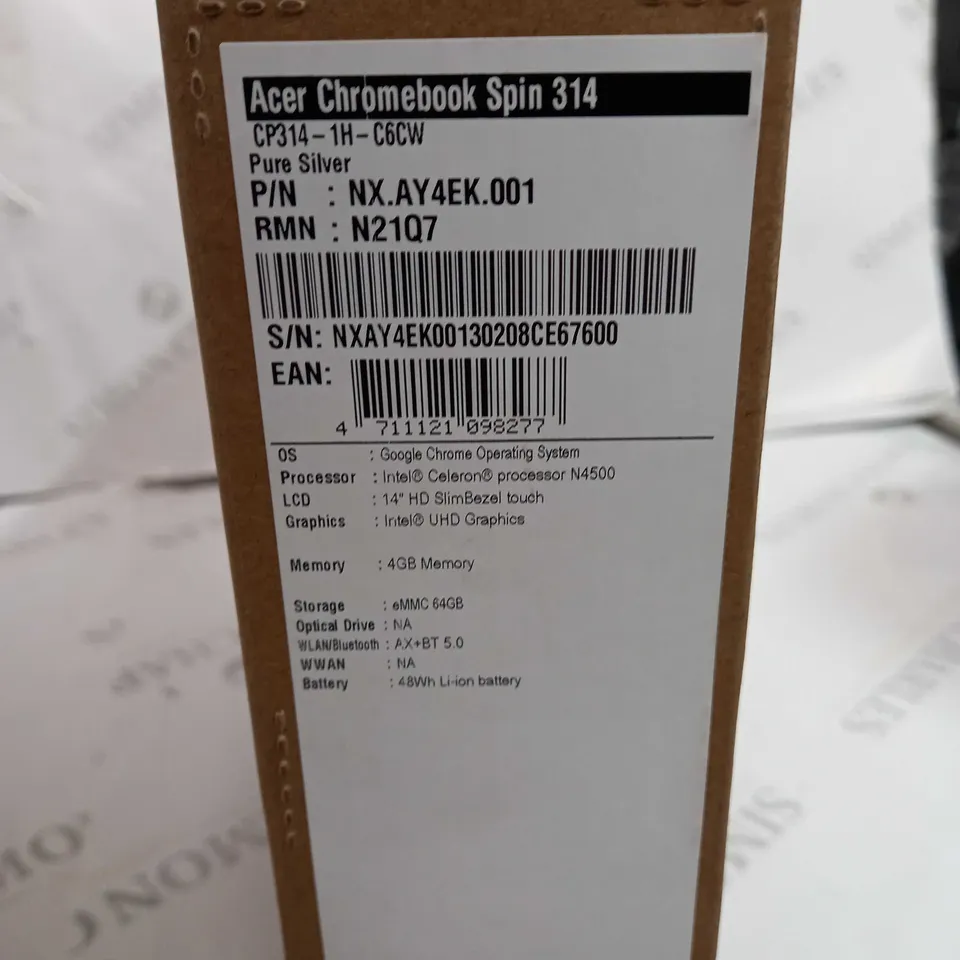 Acer Chromebook Spin 314
CP314-1H-C6CW
Pure Silver
P/N : NX.AY4EK.001
RMN : N21Q7
S/N: NXAY4EK00130208CE67600
EAN:
4 711121 098277
OS : Google Chrome Operating System
Processor : Intel® Celeron® processor N4500
LCD : 14" HD SlimBezel touch
Graphics : Intel® UHD Graphics
Memory : 4GB Memory
Storage : eMMC 64GB
Optical Drive : NA
WLAN/Bluetooth : AX+BT 5.0
WWAN : NA
Battery : 48Wh Li-ion battery